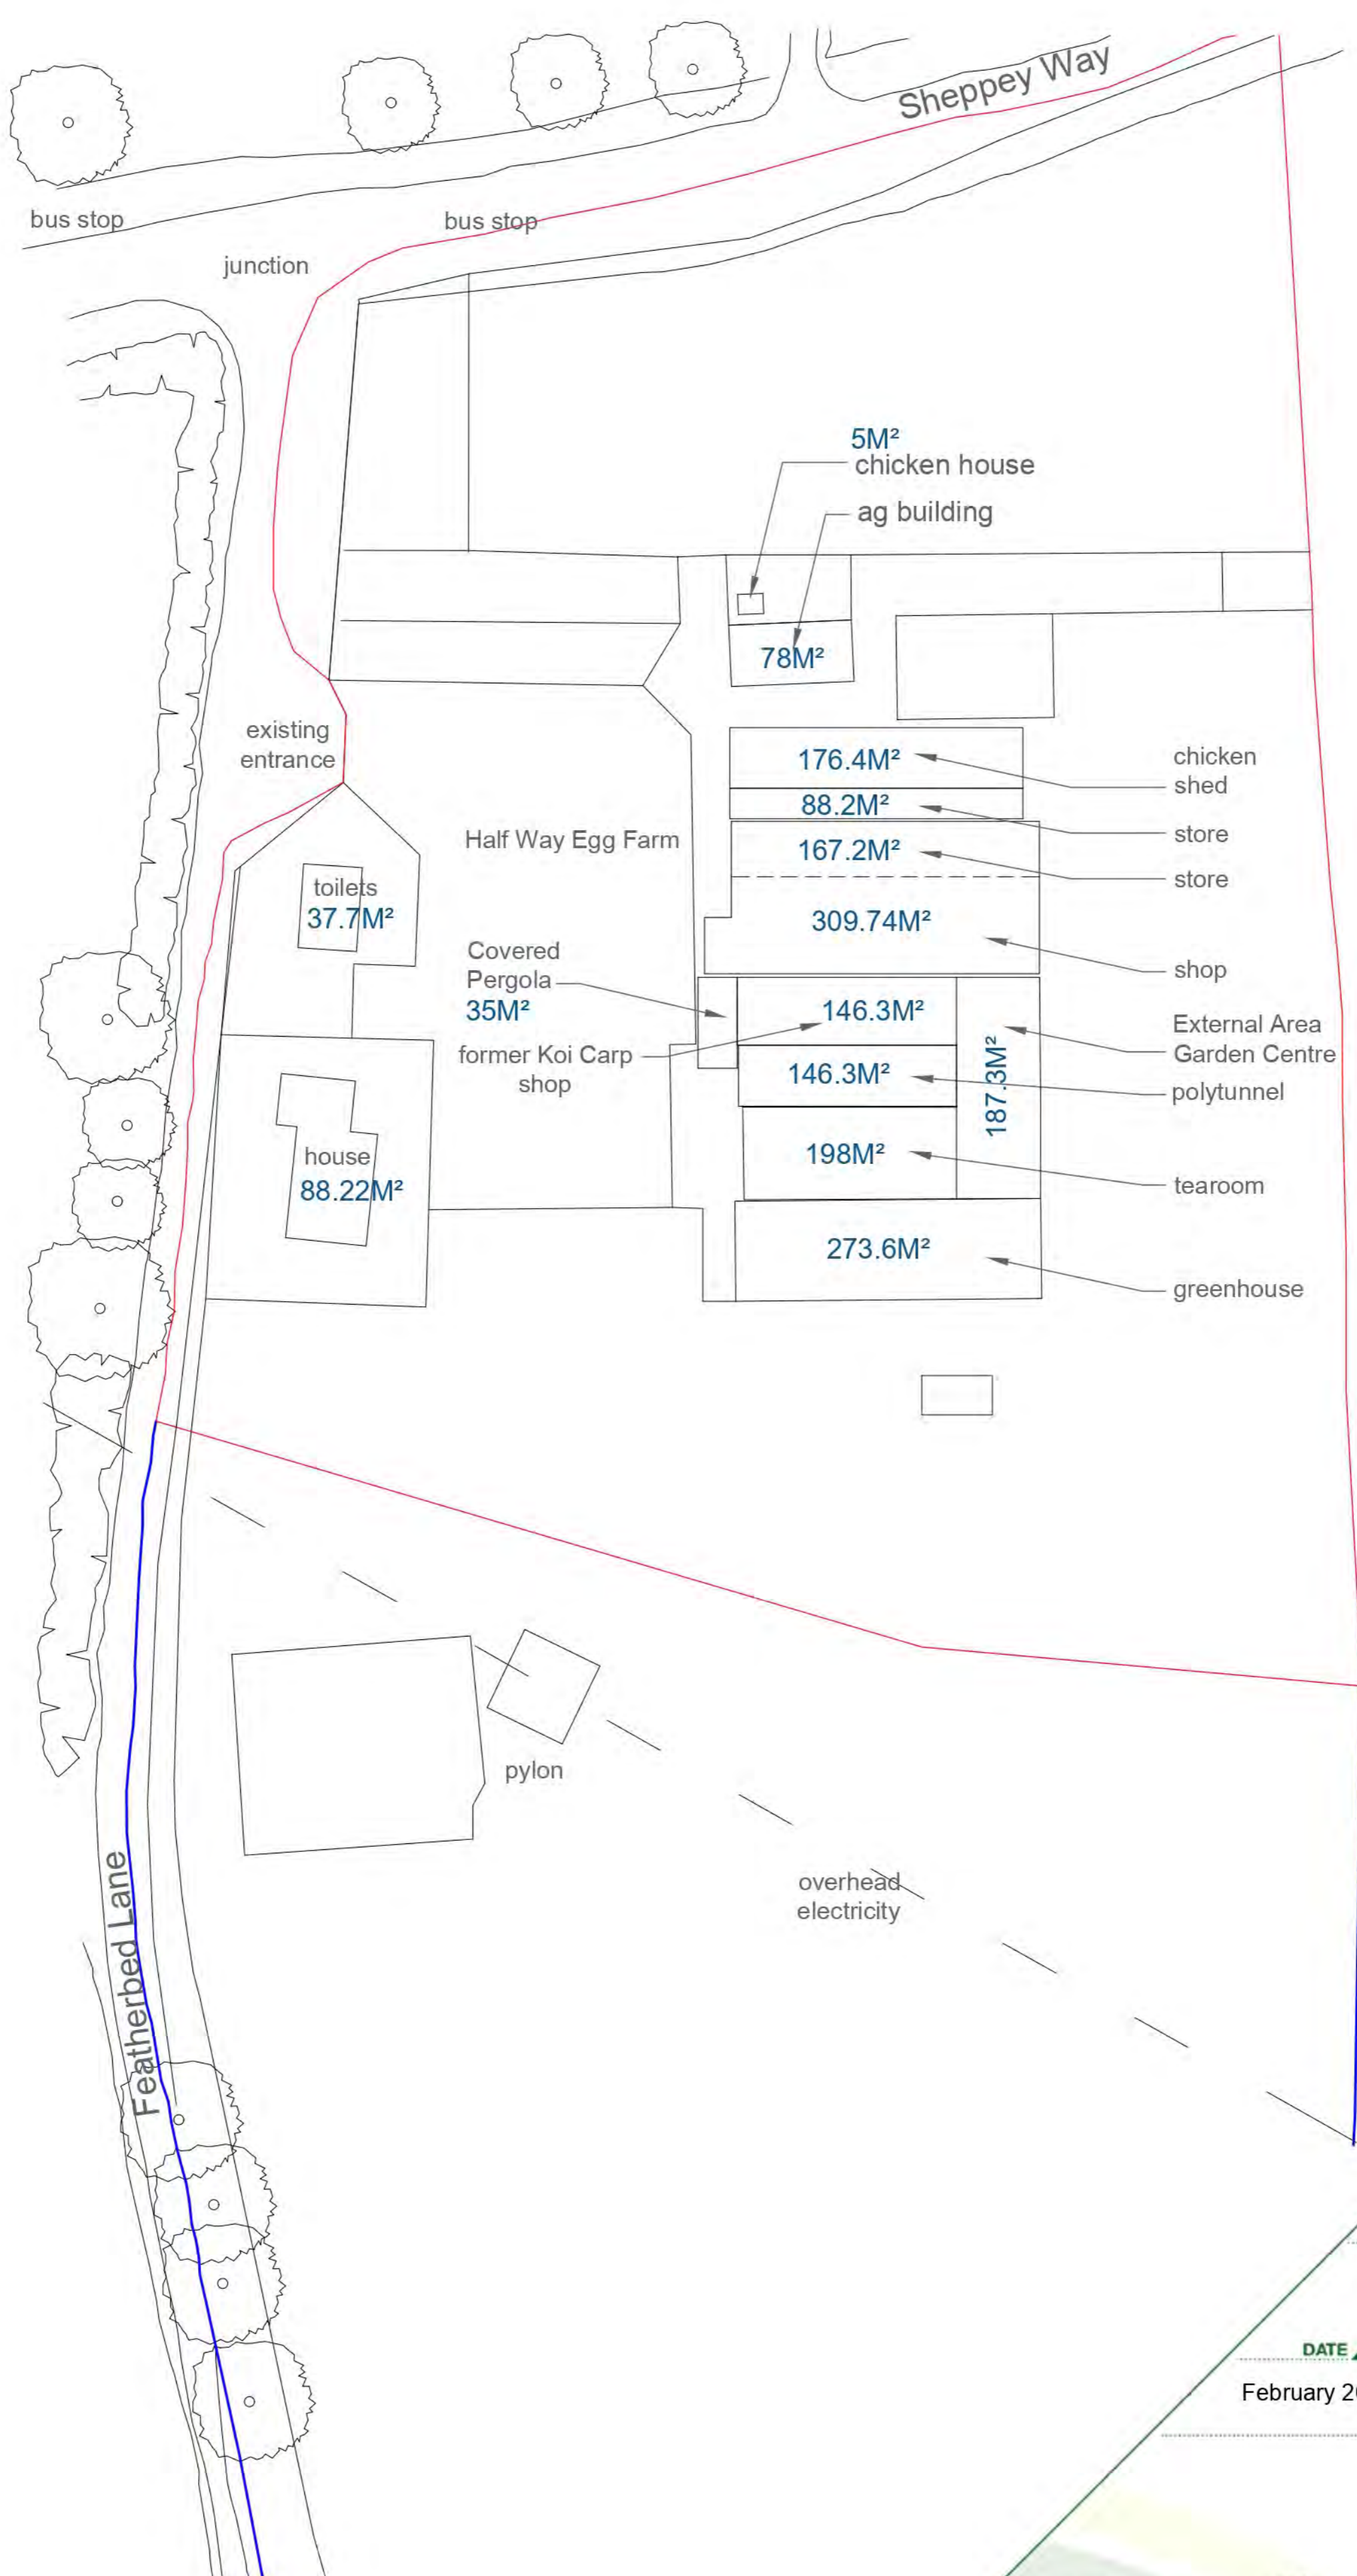 Sheppey Way
bus stop
bus stop
junction
5M²
chicken house
ag building
78M²
existing
entrance
176.4M²
chicken
shed
88.2M²
store
Half Way Egg Farm
167.2M²
store
toilets
37.7M²
309.74M²
shop
Covered
Pergola
35M²
146.3M²
External Area
Garden Centre
former Koi Carp
shop
146.3M²
187.3M²
polytunnel
house
88.22M²
198M²
tearoom
273.6M²
greenhouse
pylon
overhead
electricity
Featherbed Lane
DATE
February